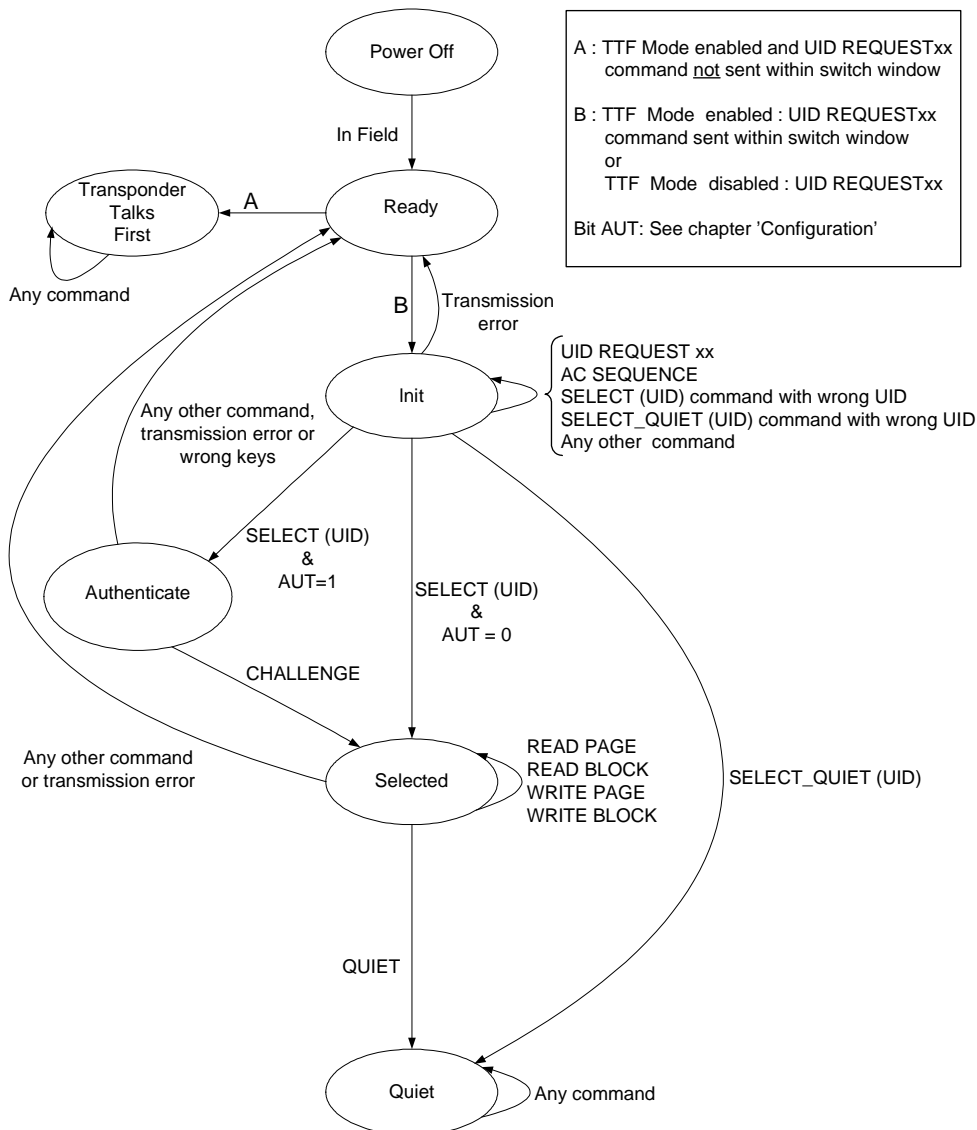 Power Off
A : TTF Mode enabled and UID REQUESTxx
command not sent within switch window
B : TTF Mode enabled : UID REQUESTxx
command sent within switch window
or
TTF Mode disabled : UID REQUESTxx
Bit AUT: See chapter 'Configuration'
In Field
Transponder
Talks
First
A
Ready
Any command
B
Transmission
error
Init
UID REQUEST xx
AC SEQUENCE
SELECT (UID) command with wrong UID
SELECT_QUIET (UID) command with wrong UID
Any other command
Any other command,
transmission error or
wrong keys
SELECT (UID)
&
AUT=1
SELECT (UID)
&
AUT = 0
Authenticate
CHALLENGE
Any other command
or transmission error
Selected
READ PAGE
READ BLOCK
WRITE PAGE
WRITE BLOCK
SELECT_QUIET (UID)
QUIET
Quiet
Any command